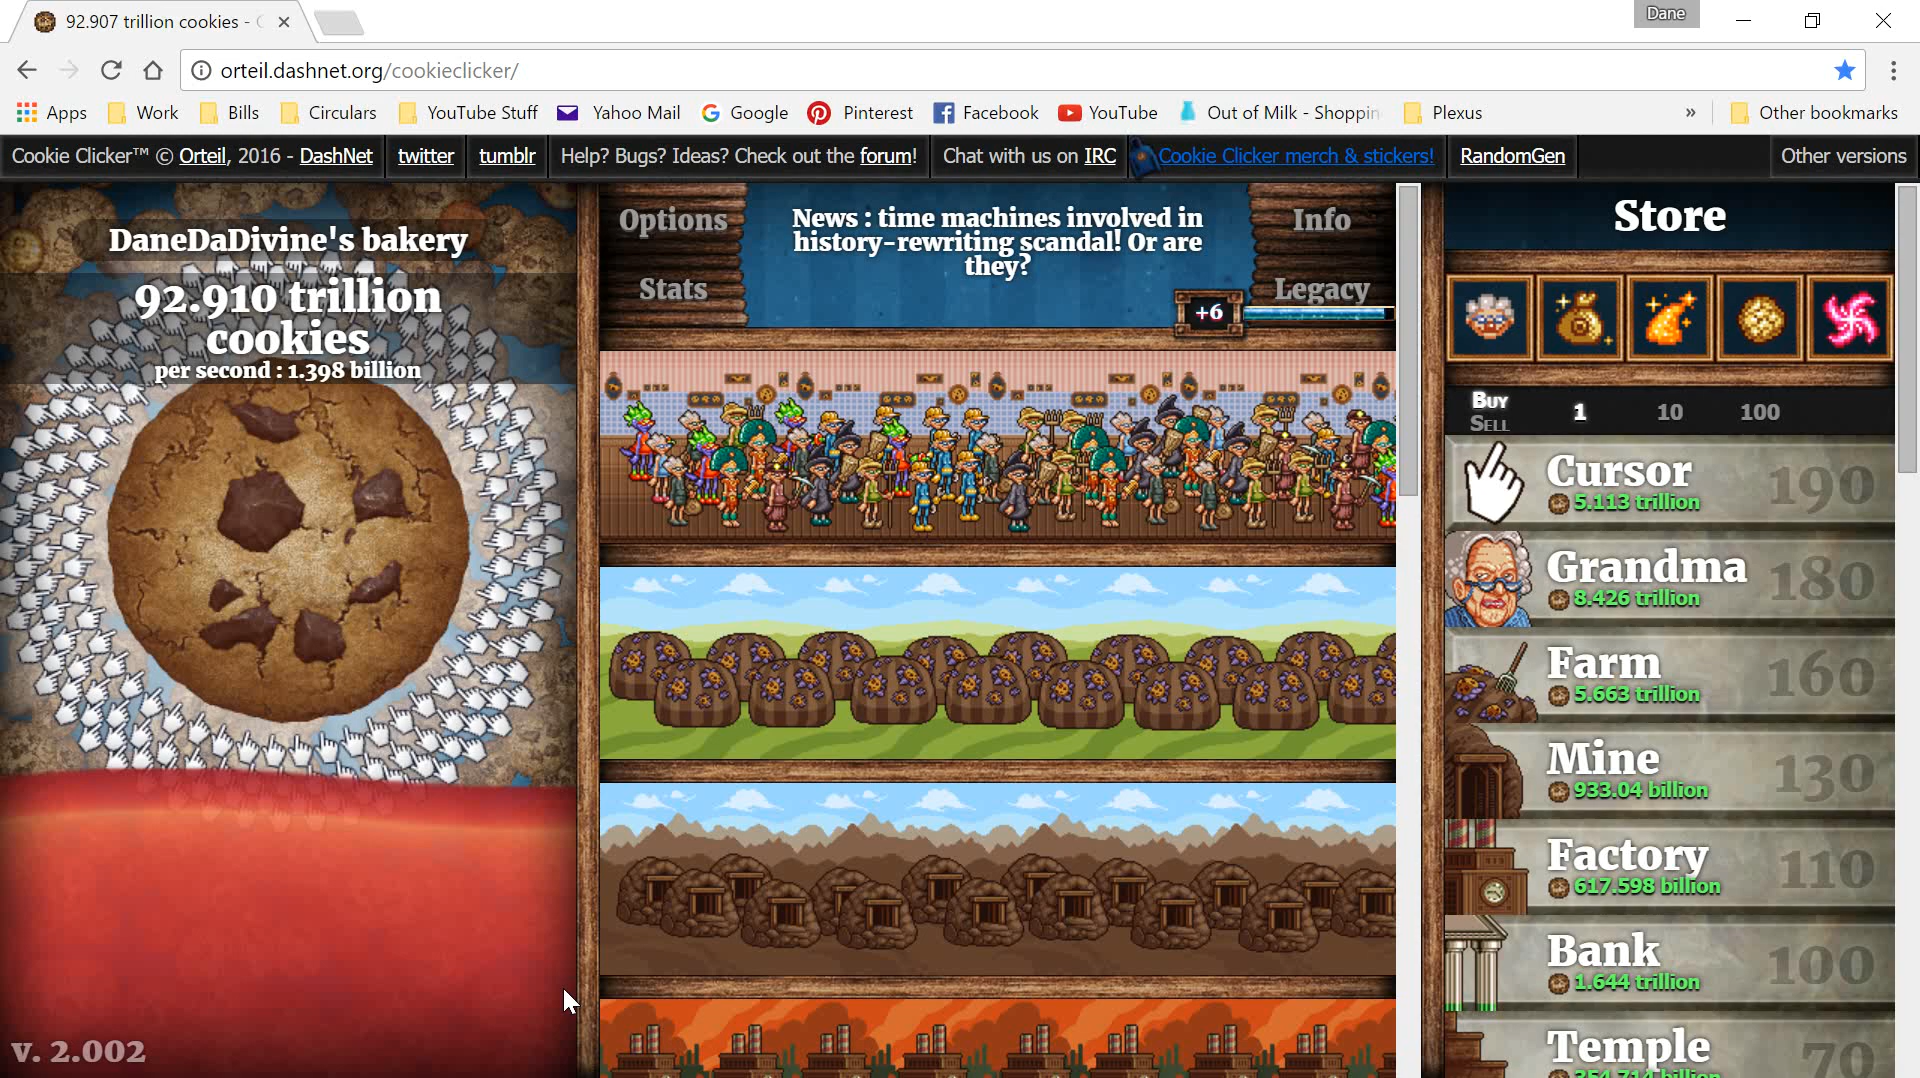 92.907 trillion cookies -
Dane
orteil.dashnet.org/cookieclicker/
Apps Work Bills Circulars YouTube Stuff Yahoo Mail Google Pinterest Facebook YouTube Out of Milk - Shoppin Plexus » Other bookmarks
Cookie Clicker™ © Orteil, 2016 - DashNet twitter tumblr Help? Bugs? Ideas? Check out the forum! Chat with us on IRC Cookie Clicker merch & stickers! RandomGen Other versions
DaneDaDivine's bakery
92.910 trillion
cookies
per second : 1.398 billion
v. 2.002
Options
Stats
News : time machines involved in
history-rewriting scandal! Or are
they?
Info
Legacy
+6
Store
Buy
Sell
1 10 100
Cursor 190
5.113 trillion
Grandma 180
8.426 trillion
Farm 160
5.663 trillion
Mine 130
933.04 billion
Factory 110
617.598 billion
Bank 100
1.644 trillion
Temple 70
354.714 billion